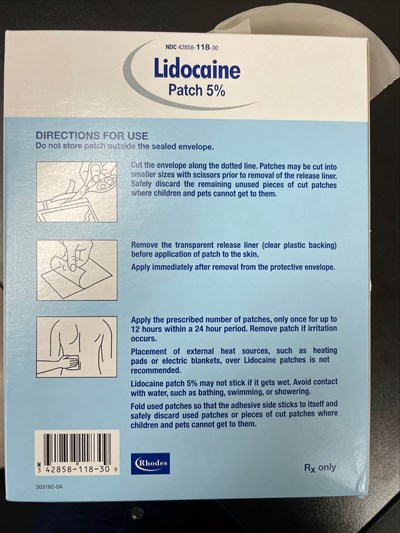 NDC 42858-118-30
Lidocaine
Patch 5%
DIRECTIONS FOR USE
Do not store patch outside the sealed envelope.
Cut the envelope along the dotted line. Patches may be cut into
smaller sizes with scissors prior to removal of the release liner.
Safely discard the remaining unused pieces of cut patches
where children and pets cannot get to them.
Remove the transparent release liner (clear plastic backing)
before application of patch to the skin.
Apply immediately after removal from the protective envelope.
Apply the prescribed number of patches, only once for up to
12 hours within a 24 hour period. Remove patch if irritation
occurs.
Placement of external heat sources, such as heating
pads or electric blankets, over Lidocaine patches is not
recommended.
Lidocaine patch 5% may not stick if it gets wet. Avoid contact
with water, such as bathing, swimming, or showering.
Fold used patches so that the adhesive side sticks to itself and
safely discard used patches or pieces of cut patches where
children and pets cannot get to them.
N
3 42858-118-30 9
Rhodes
Rx only
303192-0A